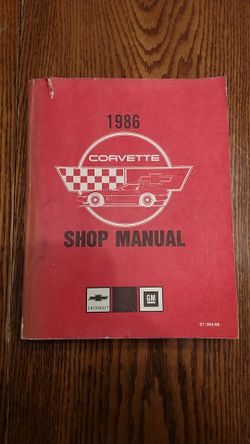 1986
CORVETTE
SHOP MANUAL
CHEVROLET
GM